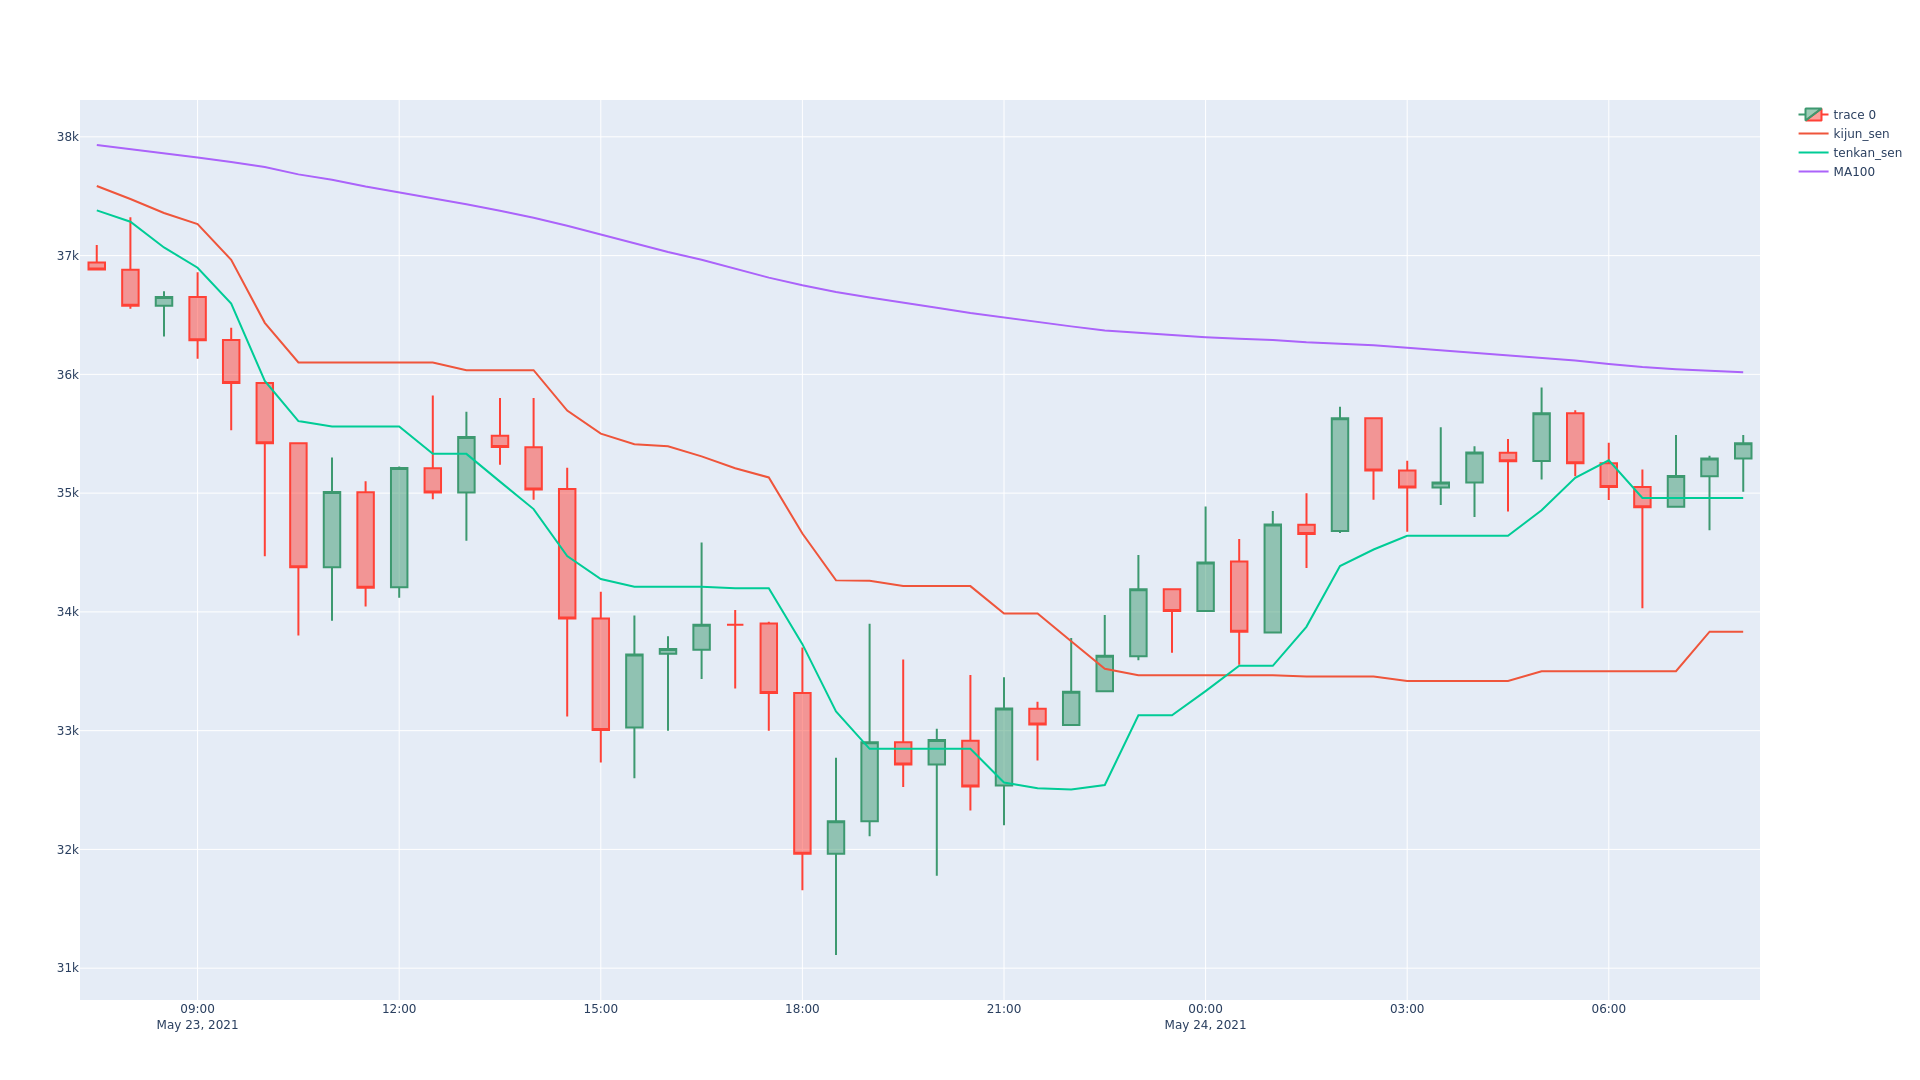 trace 0
kijun_sen
tenkan_sen
MA100
38k
37k
36k
35k
34k
33k
32k
31k
09:00 12:00 15:00 18:00 21:00 00:00 03:00 06:00
May 23, 2021 May 24, 2021